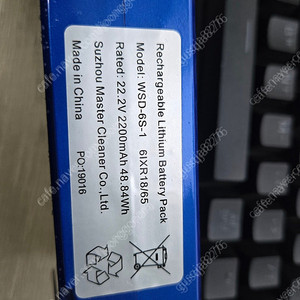 Rechargeable Lithium Battery Pack
Model: WSD-6S-1 6IXR18/65
Rated: 22.2V 2200mAh 48.84Wh
Suzhou Master Cleaner Co.,Ltd.
Made in China
PO:19016